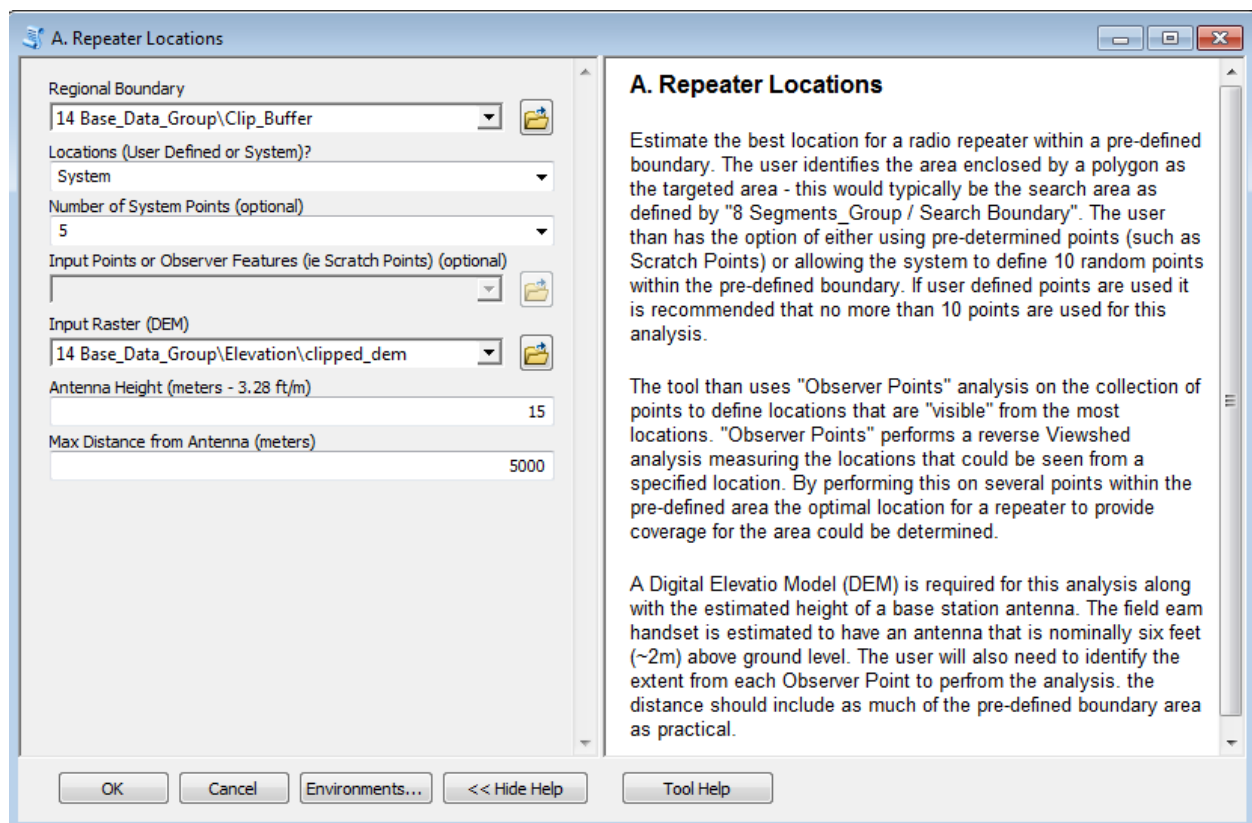 A. Repeater Locations
Regional Boundary
14 Base_Data_Group\Clip_Buffer
Locations (User Defined or System)?
System
Number of System Points (optional)
5
Input Points or Observer Features (ie Scratch Points) (optional)
Input Raster (DEM)
14 Base_Data_Group\Elevation\clipped_dem
Antenna Height (meters - 3.28 ft/m)
15
Max Distance from Antenna (meters)
5000
A. Repeater Locations
Estimate the best location for a radio repeater within a pre-defined
boundary. The user identifies the area enclosed by a polygon as
the targeted area - this would typically be the search area as
defined by "8 Segments_Group / Search Boundary". The user
than has the option of either using pre-determined points (such as
Scratch Points) or allowing the system to define 10 random points
within the pre-defined boundary. If user defined points are used it
is recommended that no more than 10 points are used for this
analysis.
The tool than uses "Observer Points" analysis on the collection of
points to define locations that are "visible" from the most
locations. "Observer Points" performs a reverse Viewshed
analysis measuring the locations that could be seen from a
specified location. By performing this on several points within the
pre-defined area the optimal location for a repeater to provide
coverage for the area could be determined.
A Digital Elevatio Model (DEM) is required for this analysis along
with the estimated height of a base station antenna. The field eam
handset is estimated to have an antenna that is nominally six feet
(~2m) above ground level. The user will also need to identify the
extent from each Observer Point to perfrom the analysis. the
distance should include as much of the pre-defined boundary area
as practical.
OK
Cancel
Environments...
<< Hide Help
Tool Help